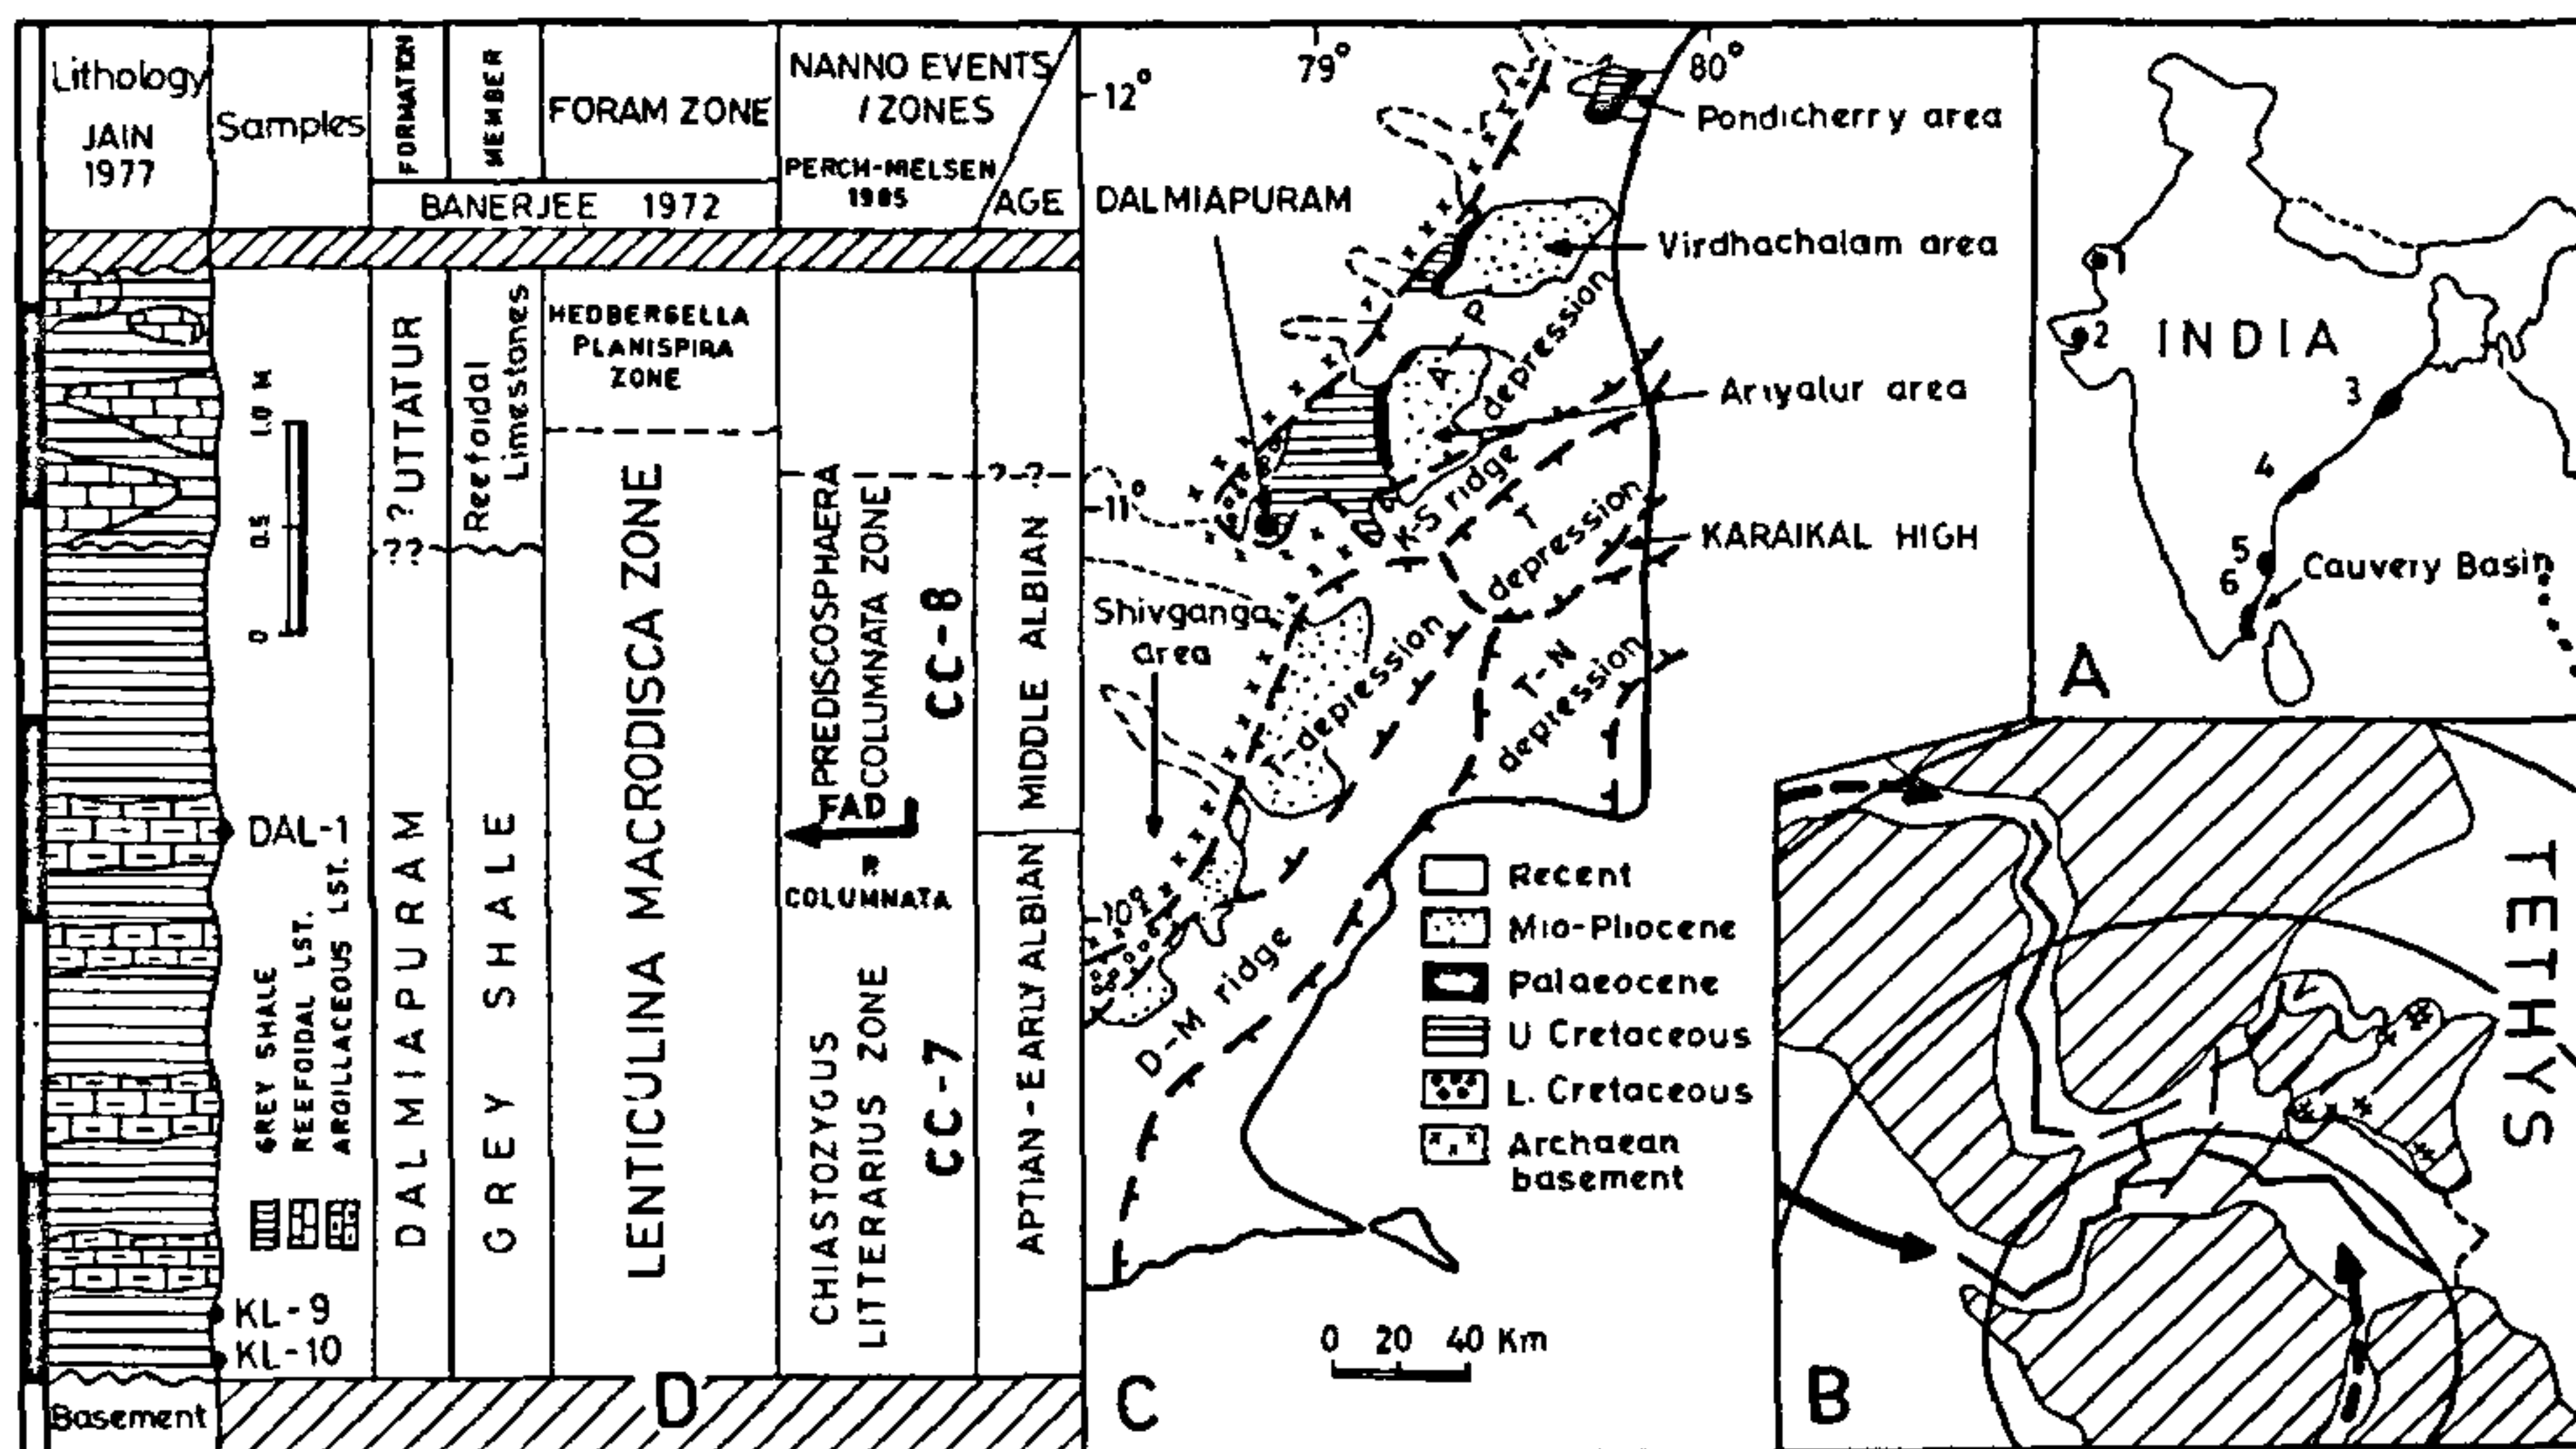 Lithology
JAIN
1977
Samples
FORMATION
MEMBER
FORAM ZONE
BANERJEE 1972
NANNO EVENTS
/ ZONES
PERCH-NIELSEN
1985
AGE
1.0 M
0.5
0
DAL-1
GREY SHALE
REEFOIDAL LST.
ARGILLACEOUS LST.
KL-9
KL-10
Basement
? UTTATUR
??
DALMIAPURAM
Reefoidal
Limestones
GREY SHALE
HEDBERGELLA
PLANISPIRA
ZONE
LENTICULINA MACRODISCA ZONE
PREDISCOSPHAERA
COLUMNATA ZONE
CC-8
FAD
COLUMNATA
CHIASTOZYGUS
LITTERARIUS ZONE
CC-7
?-?
MIDDLE ALBIAN
APTIAN-EARLY ALBIAN
D
79°
80°
12°
11°
10°
Pondicherry area
DALMIAPURAM
Virdhachalam area
A-P
depression
Ariyalur area
K-S ridge
T
depression
KARAIKAL HIGH
Shivganga
area
T-depression
T-N
depression
D-M ridge
Recent
Mio-Pliocene
Palaeocene
U Cretaceous
L. Cretaceous
Archaean
basement
0 20 40 Km
C
1
2
INDIA
3
4
5
6
Cauvery Basin
A
TETHYS
B